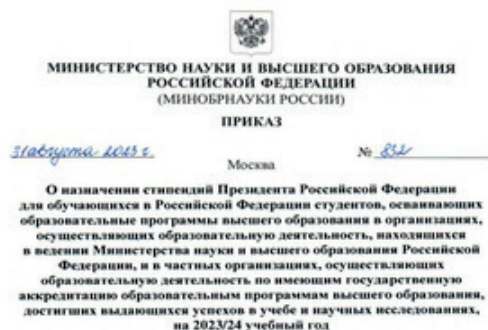 МИНИСТЕРСТВО НАУКИ И ВЫСШЕГО ОБРАЗОВАНИЯ
РОССИЙСКОЙ ФЕДЕРАЦИИ
(МИНОБРНАУКИ РОССИИ)
ПРИКАЗ
31 августа 2023 г. № 832
Москва
О назначении стипендий Президента Российской Федерации
для обучающихся в Российской Федерации студентов, осваивающих
образовательные программы высшего образования в организациях,
осуществляющих образовательную деятельность, находящихся
в ведении Министерства науки и высшего образования Российской
Федерации, и в частных организациях, осуществляющих
образовательную деятельность по имеющим государственную
аккредитацию образовательным программам высшего образования,
достигших выдающихся успехов в учебе и научных исследованиях,
на 2023/24 учебный год